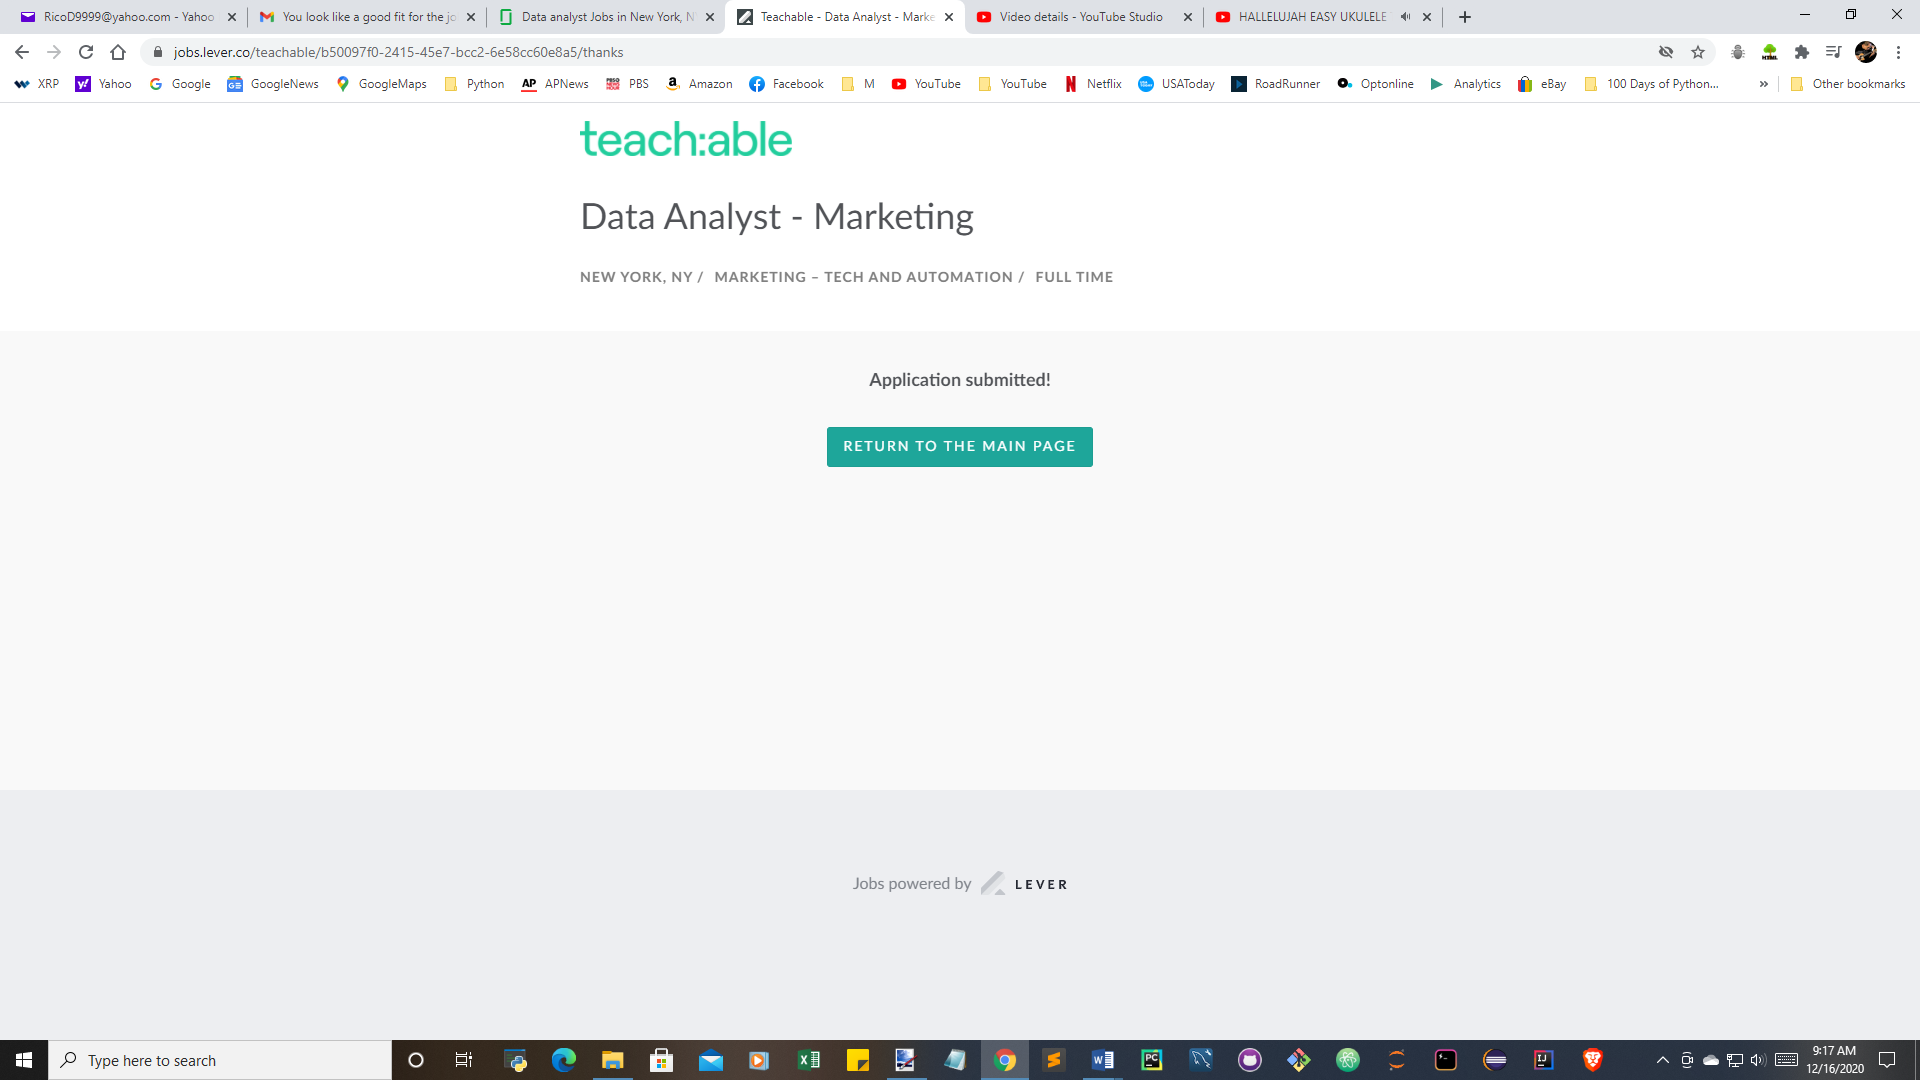 RicoD9999@yahoo.com - Yahoo
You look like a good fit for the jo
Data analyst Jobs in New York, N
Teachable - Data Analyst - Marke
Video details - YouTube Studio
HALLELUJAH EASY UKULELE
jobs.lever.co/teachable/b50097f0-2415-45e7-bcc2-6e58cc60e8a5/thanks
XRP Yahoo Google GoogleNews GoogleMaps Python APNews PBS Amazon Facebook M YouTube YouTube Netflix USAToday RoadRunner Optonline Analytics eBay 100 Days of Python... » Other bookmarks
teach:able
Data Analyst - Marketing
NEW YORK, NY / MARKETING – TECH AND AUTOMATION / FULL TIME
Application submitted!
RETURN TO THE MAIN PAGE
Jobs powered by LEVER
Type here to search
9:17 AM
12/16/2020